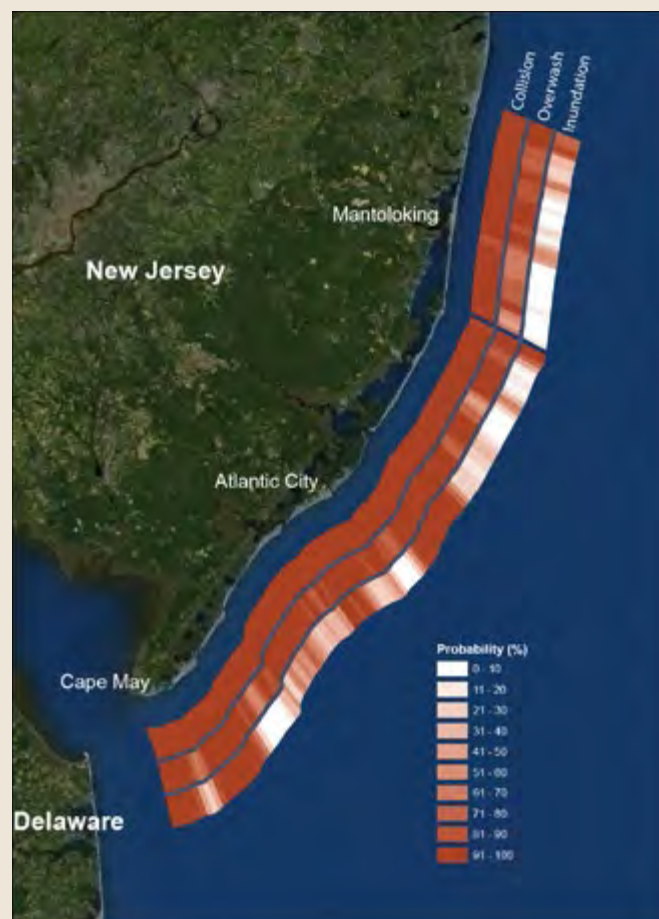 Collision
Overwash
Inundation
Mantoloking
New Jersey
Atlantic City
Cape May
Delaware
Probability (%)
0 - 10
11 - 20
21 - 30
31 - 40
41 - 50
51 - 60
61 - 70
71 - 80
81 - 90
91 - 100